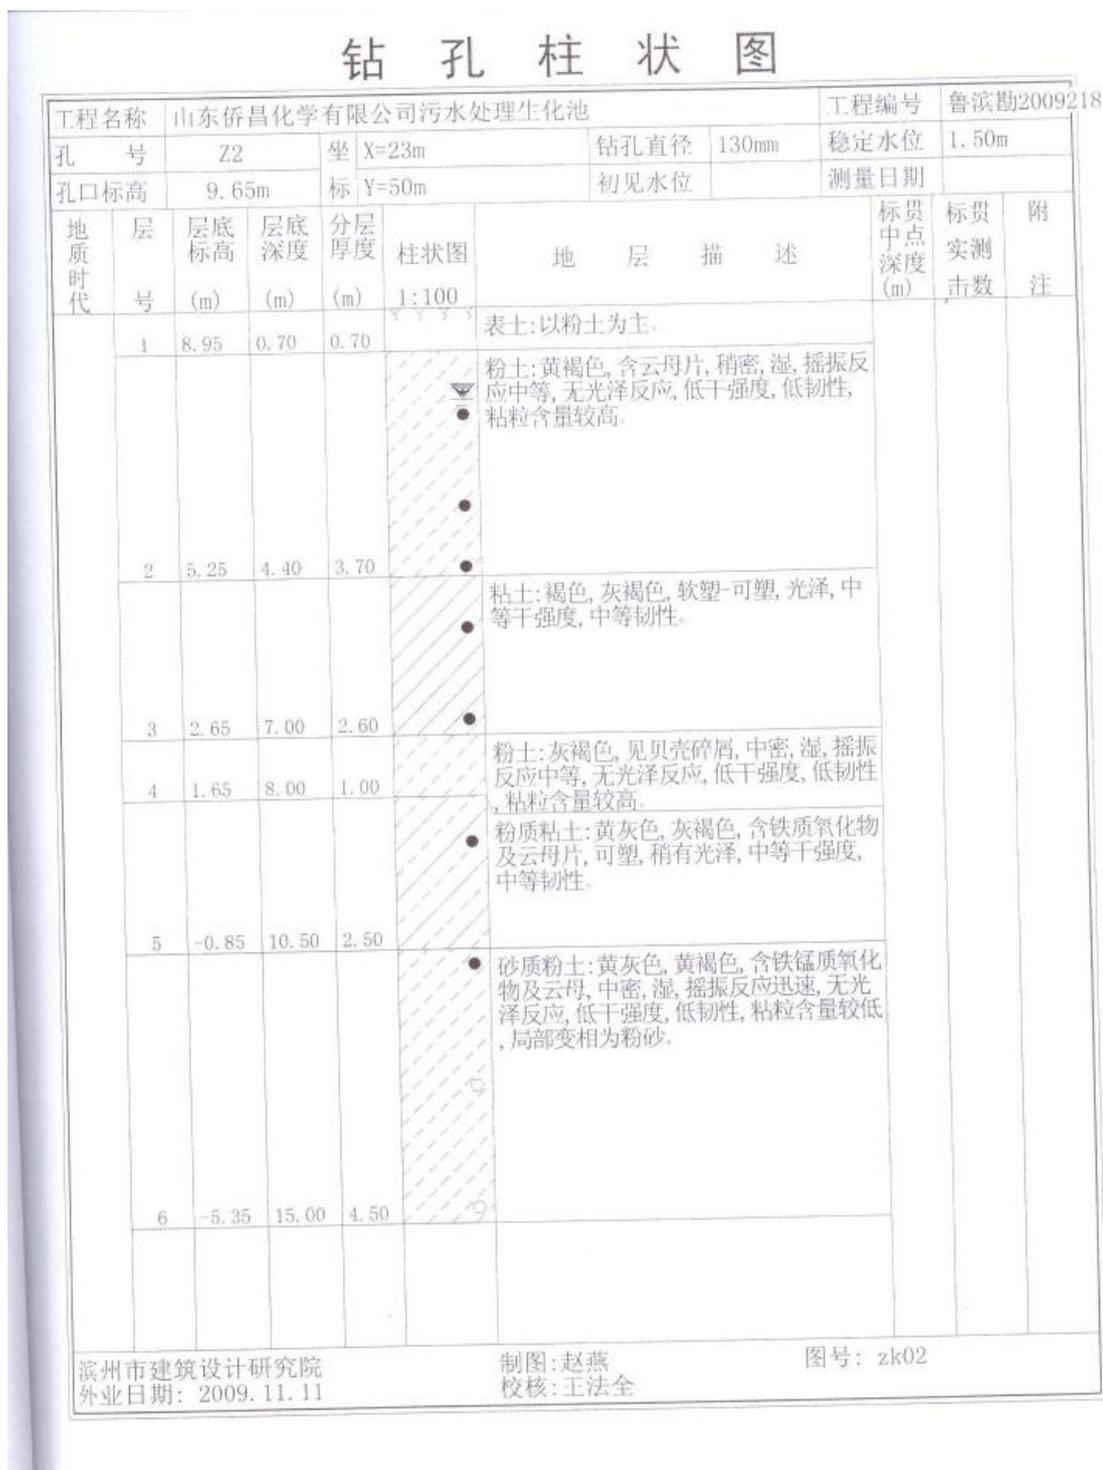 钻 孔 柱 状 图
工程名称 山东侨昌化学有限公司污水处理生化池 工程编号 鲁滨勘2009218
孔 号 Z2 坐 X=23m 钻孔直径 130mm 稳定水位 1.50m
孔口标高 9.65m 标 Y=50m 初见水位 测量日期
地质时代 层号 层底标高(m) 层底深度(m) 分层厚度(m) 柱状图1:100 地 层 描 述 标贯中点深度(m) 标贯实测击数 附注
1 8.95 0.70 0.70 表土:以粉土为主。
粉土:黄褐色,含云母片,稍密,湿,摇振反
应中等,无光泽反应,低干强度,低韧性,
粘粒含量较高。
2 5.25 4.40 3.70
粘土:褐色,灰褐色,软塑-可塑,光泽,中
等干强度,中等韧性。
3 2.65 7.00 2.60
粉土:灰褐色,见贝壳碎屑,中密,湿,摇振
反应中等,无光泽反应,低干强度,低韧性
,粘粒含量较高。
4 1.65 8.00 1.00
粉质粘土:黄灰色,灰褐色,含铁质氧化物
及云母片,可塑,稍有光泽,中等干强度,
中等韧性。
5 -0.85 10.50 2.50
砂质粉土:黄灰色,黄褐色,含铁锰质氧化
物及云母,中密,湿,摇振反应迅速,无光
泽反应,低干强度,低韧性,粘粒含量较低
,局部变相为粉砂。
6 -5.35 15.00 4.50
滨州市建筑设计研究院 制图:赵燕 图号: zk02
外业日期: 2009.11.11 校核:王法全